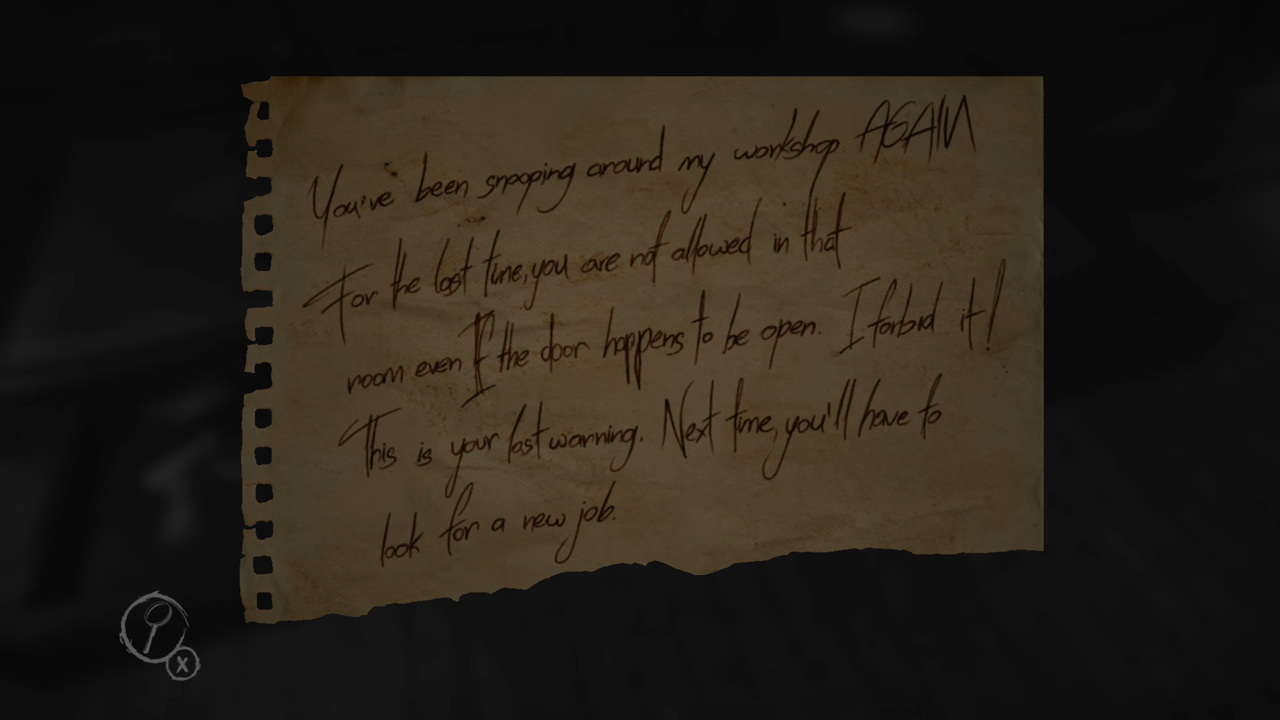 You've been snooping around my workshop AGAIN
For the last time, you are not allowed in that
room even If the door happens to be open. I forbid it!
This is your last warning. Next time, you'll have to
look for a new job.
X